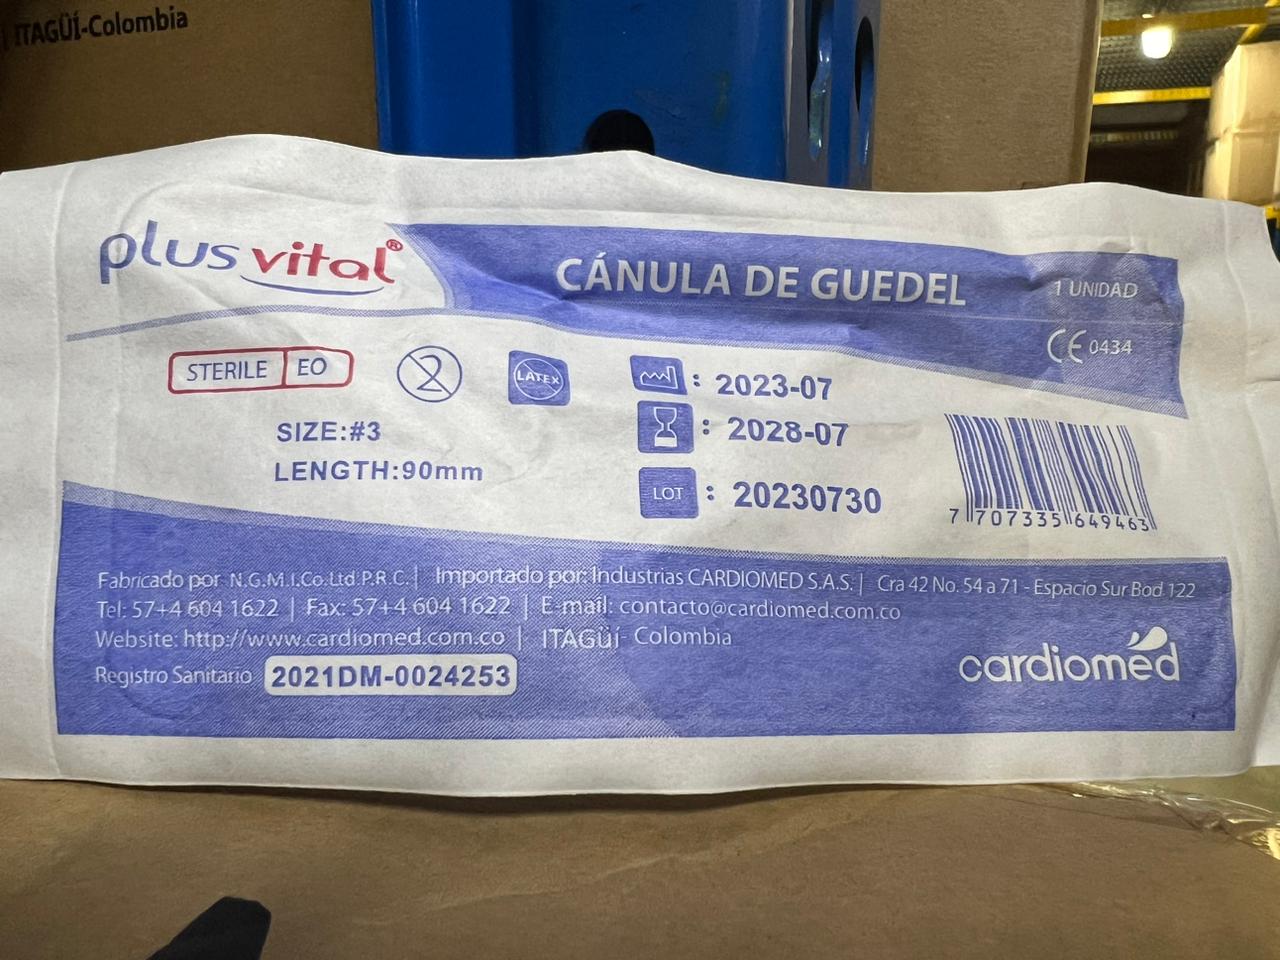 ITAGÜÍ-Colombia
plus vital®
CÁNULA DE GUEDEL
1 UNIDAD
CE 0434
STERILE EO
2
LATEX
: 2023-07
: 2028-07
LOT : 20230730
SIZE:#3
LENGTH:90mm
7 707335 649463
Fabricado por N.G.M.I.Co.Ltd P.R.C. | Importado por: Industrias CARDIOMED S.A.S. | Cra 42 No. 54 a 71 - Espacio Sur Bod 122
Tel: 57+4 604 1622 | Fax: 57+4 604 1622 | E-mail: contacto@cardiomed.com.co
Website: http://www.cardiomed.com.co | ITAGÜí- Colombia
Registro Sanitario 2021DM-0024253
cardiomed